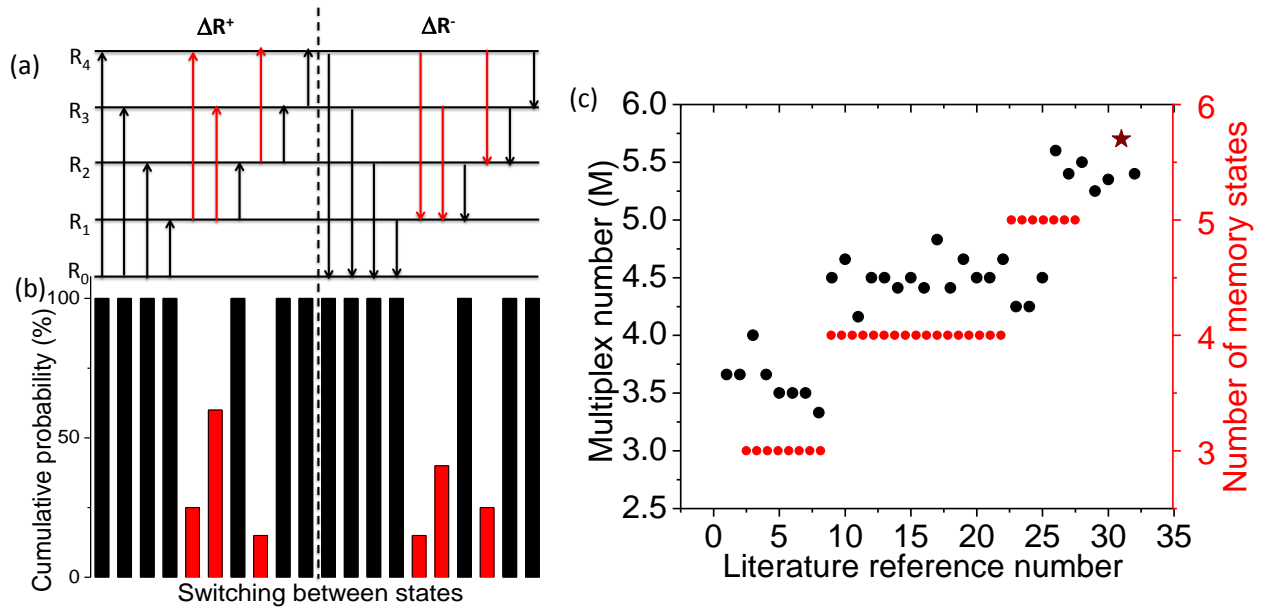 (a)
ΔR⁺
ΔR⁻
R₄
R₃
R₂
R₁
R₀
(b)
100
50
0
Cumulative probability (%)
Switching between states
(c)
6.0
5.5
5.0
4.5
4.0
3.5
3.0
2.5
Multiplex number (M)
6
5
4
3
Number of memory states
0 5 10 15 20 25 30 35
Literature reference number